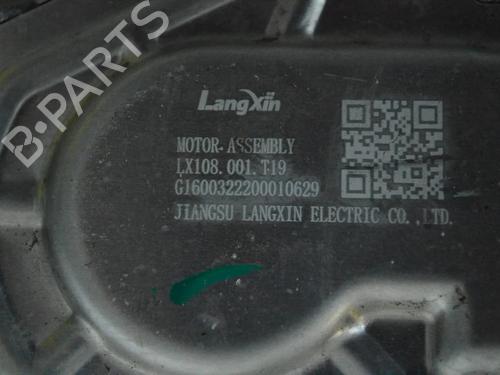 LangXin
MOTOR-ASSEMBLY
LX108.001.T19
G1600322200010629
JIANGSU LANGXIN ELECTRIC CO.,LTD.
B-PARTS